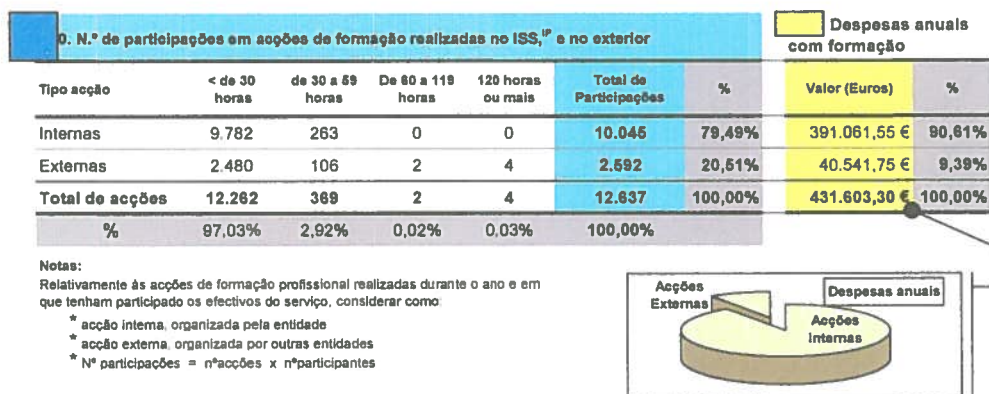 0. N.º de participações em acções de formação realizadas no ISS,IP e no exterior
Despesas anuais
com formação
Tipo acção < de 30 horas de 30 a 59 horas De 60 a 119 horas 120 horas ou mais Total de Participações % Valor (Euros) %
Internas 9.782 263 0 0 10.045 79,49% 391.061,55 € 90,61%
Externas 2.480 106 2 4 2.592 20,51% 40.541,75 € 9,39%
Total de acções 12.262 369 2 4 12.637 100,00% 431.603,30 € 100,00%
% 97,03% 2,92% 0,02% 0,03% 100,00%
Notas:
Relativamente às acções de formação profissional realizadas durante o ano e em
que tenham participado os efectivos do serviço, considerar como:
* acção interna, organizada pela entidade
* acção externa, organizada por outras entidades
* Nº participações = nºacções x nºparticipantes
Despesas anuais
Acções
Externas
Acções
Internas